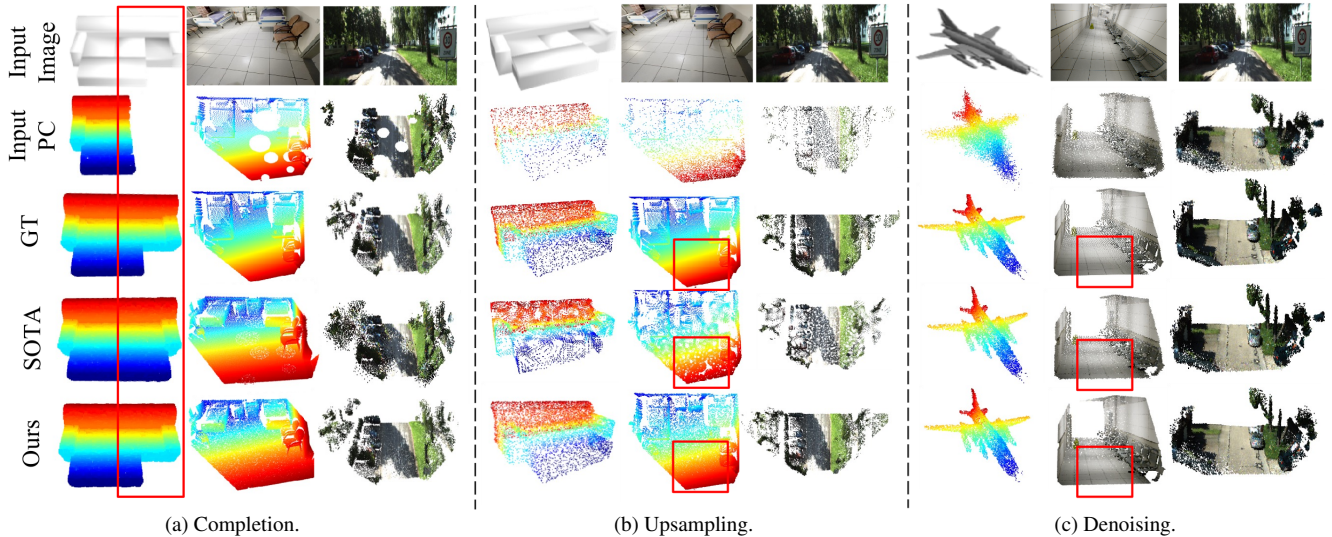 Input
Image
Input
PC
GT
SOTA
Ours
(a) Completion.
(b) Upsampling.
(c) Denoising.